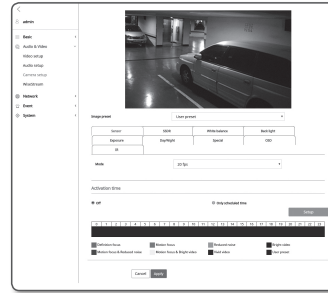 admin
Basic
Audio & Video
Video setup
Audio setup
Camera setup
WiseStream
Network
Event
System
Image preset
User preset
Sensor
SSDR
White balance
Back light
Exposure
Day/Night
Special
OSD
IR
Mode
30 fps
Activation time
Off
Only scheduled time
Setup
0 1 2 3 4 5 6 7 8 9 10 11 12 13 14 15 16 17 18 19 20 21 22 23
Definition focus
Motion focus
Reduced noise
Bright video
Motion focus & Reduced noise
Motion focus & Bright video
Vivid video
User preset
Cancel
Apply